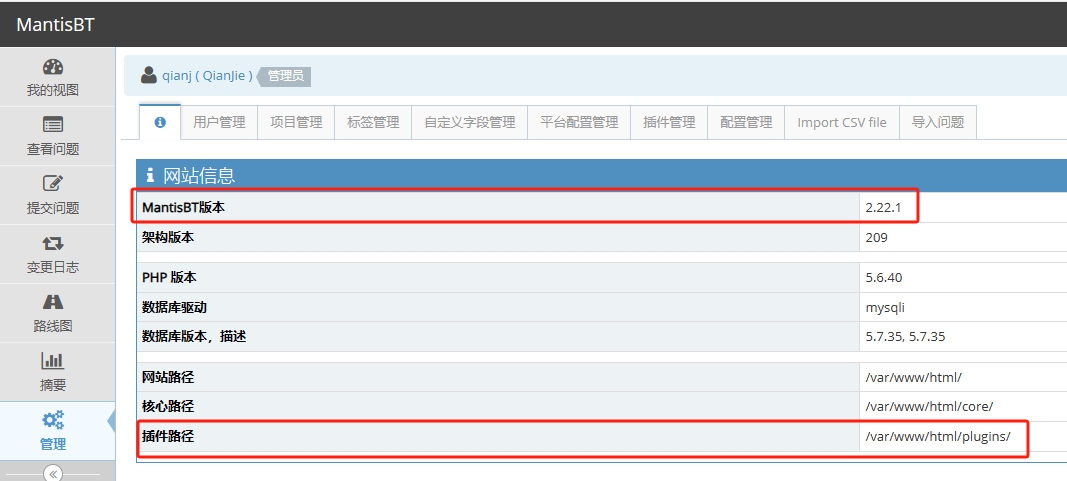 MantisBT
我的视图
查看问题
提交问题
变更日志
路线图
摘要
管理
qianj ( QianJie ) 管理员
用户管理 项目管理 标签管理 自定义字段管理 平台配置管理 插件管理 配置管理 Import CSV file 导入问题
网站信息
MantisBT版本 2.22.1
架构版本 209
PHP 版本 5.6.40
数据库驱动 mysqli
数据库版本，描述 5.7.35, 5.7.35
网站路径 /var/www/html/
核心路径 /var/www/html/core/
插件路径 /var/www/html/plugins/